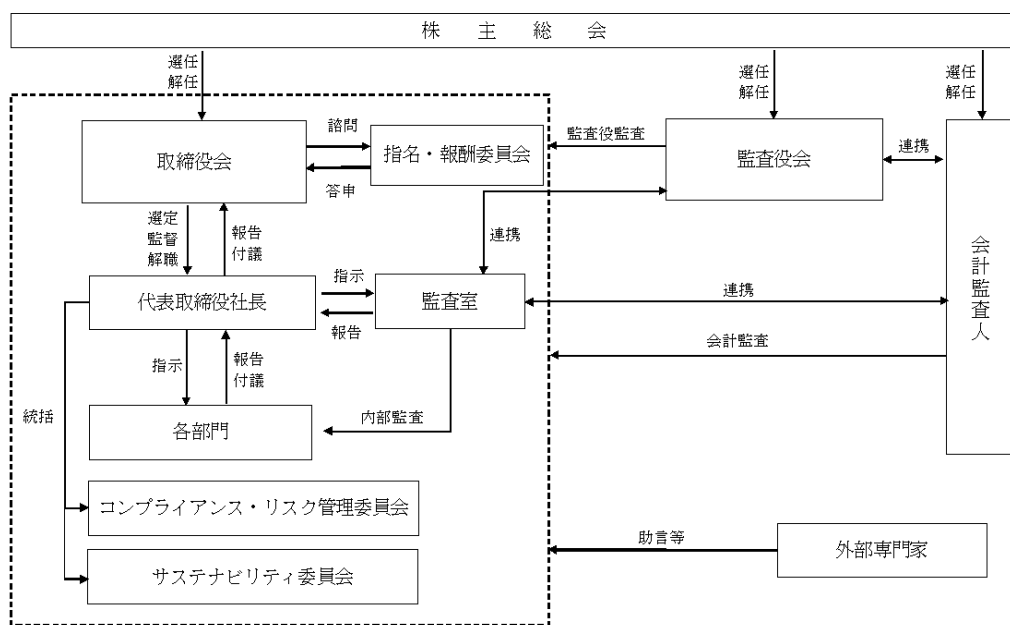 株主総会
選任
解任
選任
解任
選任
解任
取締役会
諮問
答申
指名・報酬委員会
監査役監査
監査役会
連携
会計監査人
選定
監督
解職
報告
付議
連携
代表取締役社長
指示
報告
監査室
連携
会計監査
指示
報告
付議
統括
各部門
内部監査
コンプライアンス・リスク管理委員会
サステナビリティ委員会
助言等
外部専門家